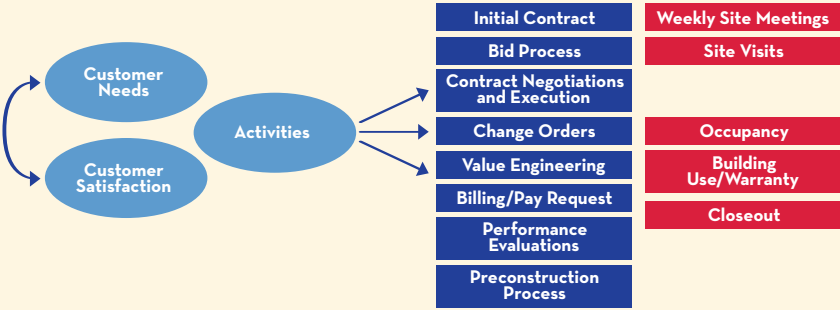 Customer
Needs
Customer
Satisfaction
Activities
Initial Contract
Bid Process
Contract Negotiations
and Execution
Change Orders
Value Engineering
Billing/Pay Request
Performance
Evaluations
Preconstruction
Process
Weekly Site Meetings
Site Visits
Occupancy
Building
Use/Warranty
Closeout